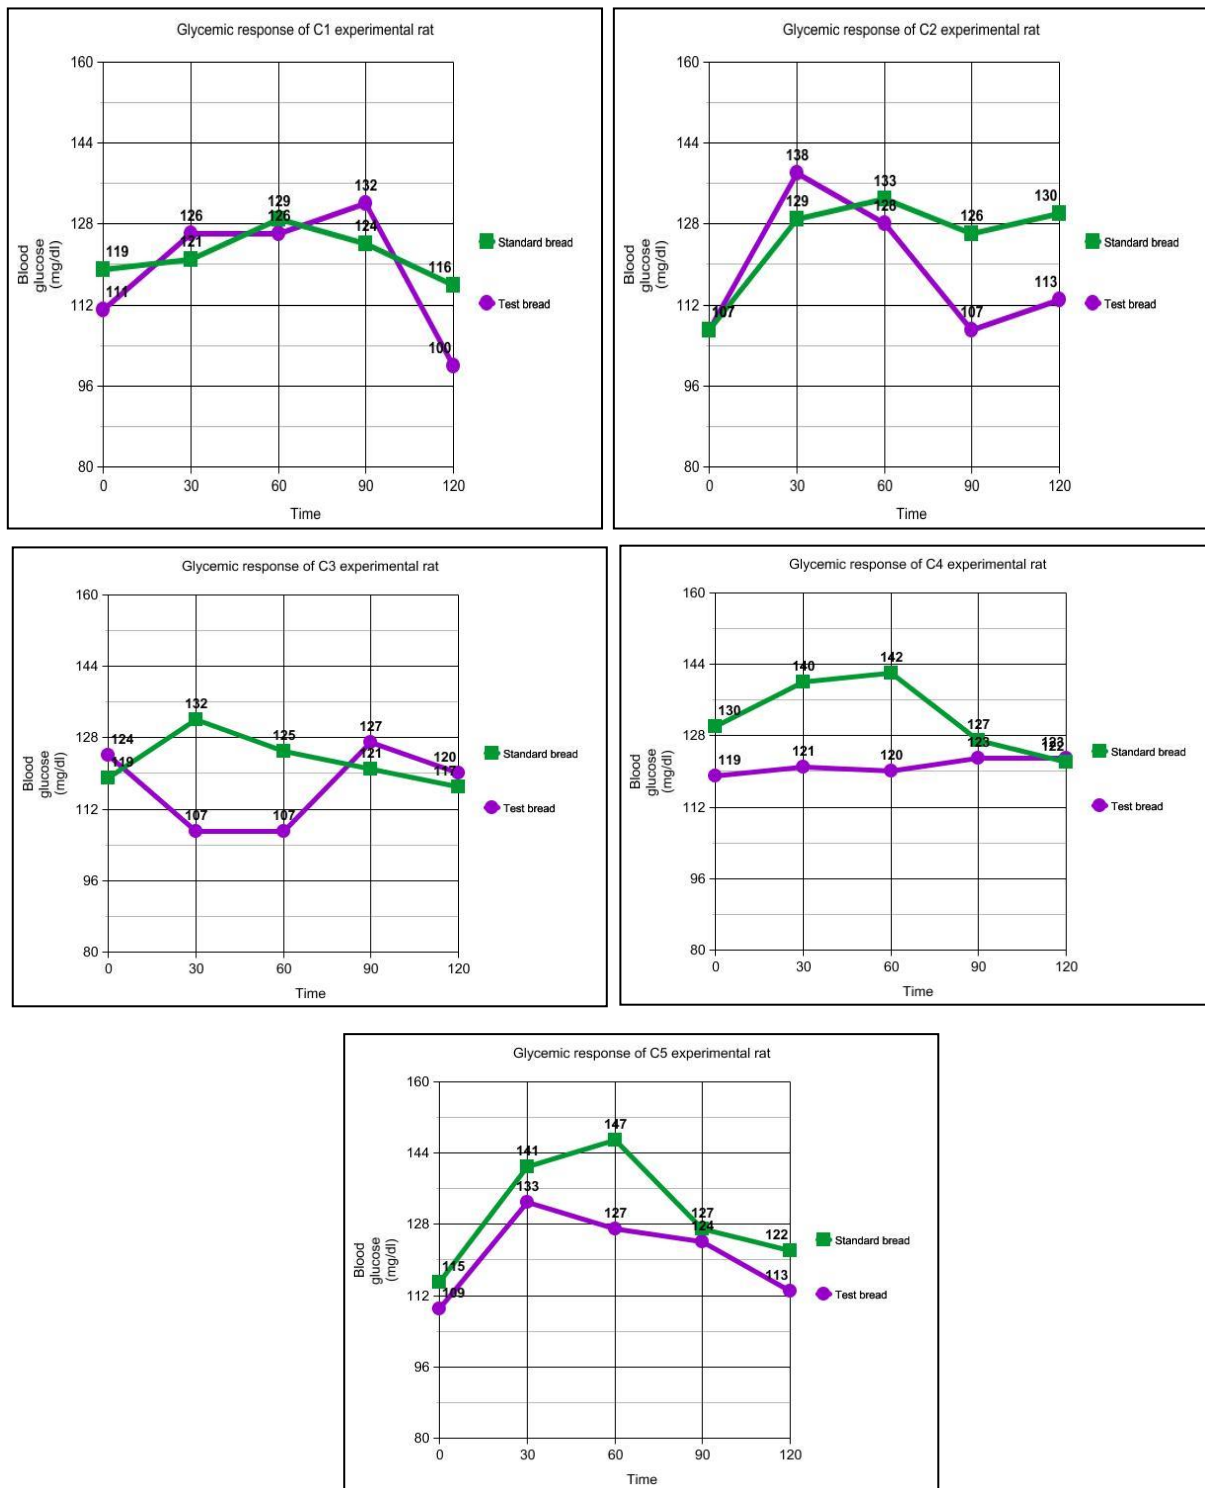 Glycemic response of C1 experimental rat
160
144
128
112
96
80
Blood
glucose
(mg/dl)
119
121
129
124
116
111
126
126
132
100
0 30 60 90 120
Time
Standard bread
Test bread
Glycemic response of C2 experimental rat
160
144
128
112
96
80
Blood
glucose
(mg/dl)
107
129
133
126
130
138
128
107
113
0 30 60 90 120
Time
Standard bread
Test bread
Glycemic response of C3 experimental rat
160
144
128
112
96
80
Blood
glucose
(mg/dl)
119
132
125
121
117
124
107
107
127
120
0 30 60 90 120
Time
Standard bread
Test bread
Glycemic response of C4 experimental rat
160
144
128
112
96
80
Blood
glucose
(mg/dl)
130
140
142
127
122
119
121
120
123
0 30 60 90 120
Time
Standard bread
Test bread
Glycemic response of C5 experimental rat
160
144
128
112
96
80
Blood
glucose
(mg/dl)
115
141
147
127
122
109
133
127
124
113
0 30 60 90 120
Time
Standard bread
Test bread